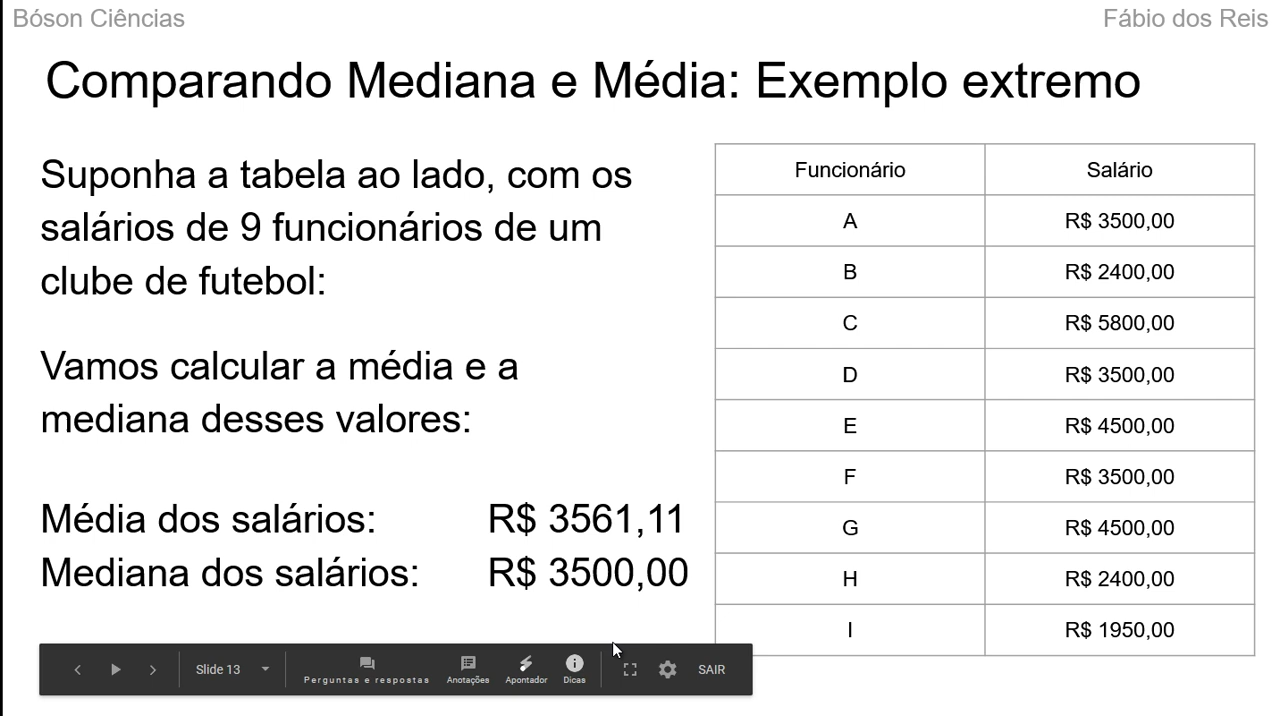 Bóson Ciências
Fábio dos Reis
Comparando Mediana e Média: Exemplo extremo
Suponha a tabela ao lado, com os
salários de 9 funcionários de um
clube de futebol:
Vamos calcular a média e a
mediana desses valores:
Média dos salários: R$ 3561,11
Mediana dos salários: R$ 3500,00
Funcionário Salário
A R$ 3500,00
B R$ 2400,00
C R$ 5800,00
D R$ 3500,00
E R$ 4500,00
F R$ 3500,00
G R$ 4500,00
H R$ 2400,00
I R$ 1950,00
Slide 13
Perguntas e respostas
Anotações
Apontador
Dicas
SAIR